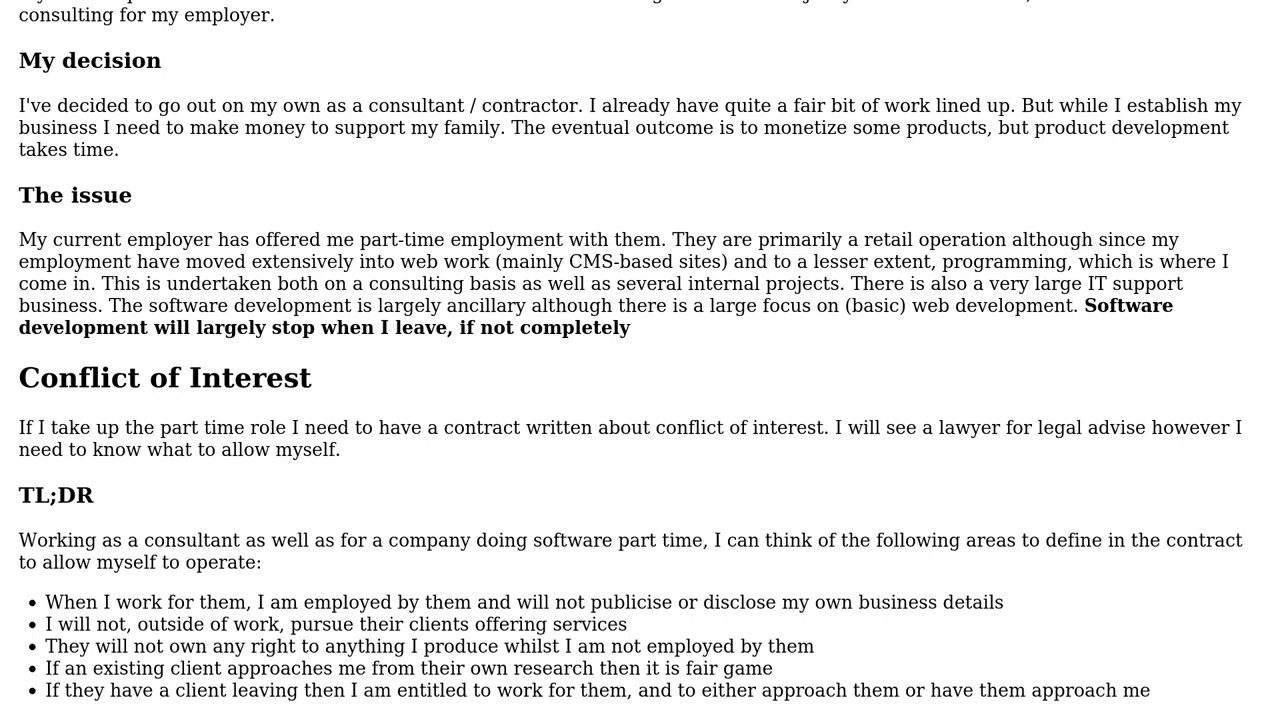 consulting for my employer.
My decision
I've decided to go out on my own as a consultant / contractor. I already have quite a fair bit of work lined up. But while I establish my
business I need to make money to support my family. The eventual outcome is to monetize some products, but product development
takes time.
The issue
My current employer has offered me part-time employment with them. They are primarily a retail operation although since my
employment have moved extensively into web work (mainly CMS-based sites) and to a lesser extent, programming, which is where I
come in. This is undertaken both on a consulting basis as well as several internal projects. There is also a very large IT support
business. The software development is largely ancillary although there is a large focus on (basic) web development. Software
development will largely stop when I leave, if not completely
Conflict of Interest
If I take up the part time role I need to have a contract written about conflict of interest. I will see a lawyer for legal advise however I
need to know what to allow myself.
TL;DR
Working as a consultant as well as for a company doing software part time, I can think of the following areas to define in the contract
to allow myself to operate:
• When I work for them, I am employed by them and will not publicise or disclose my own business details
• I will not, outside of work, pursue their clients offering services
• They will not own any right to anything I produce whilst I am not employed by them
• If an existing client approaches me from their own research then it is fair game
• If they have a client leaving then I am entitled to work for them, and to either approach them or have them approach me